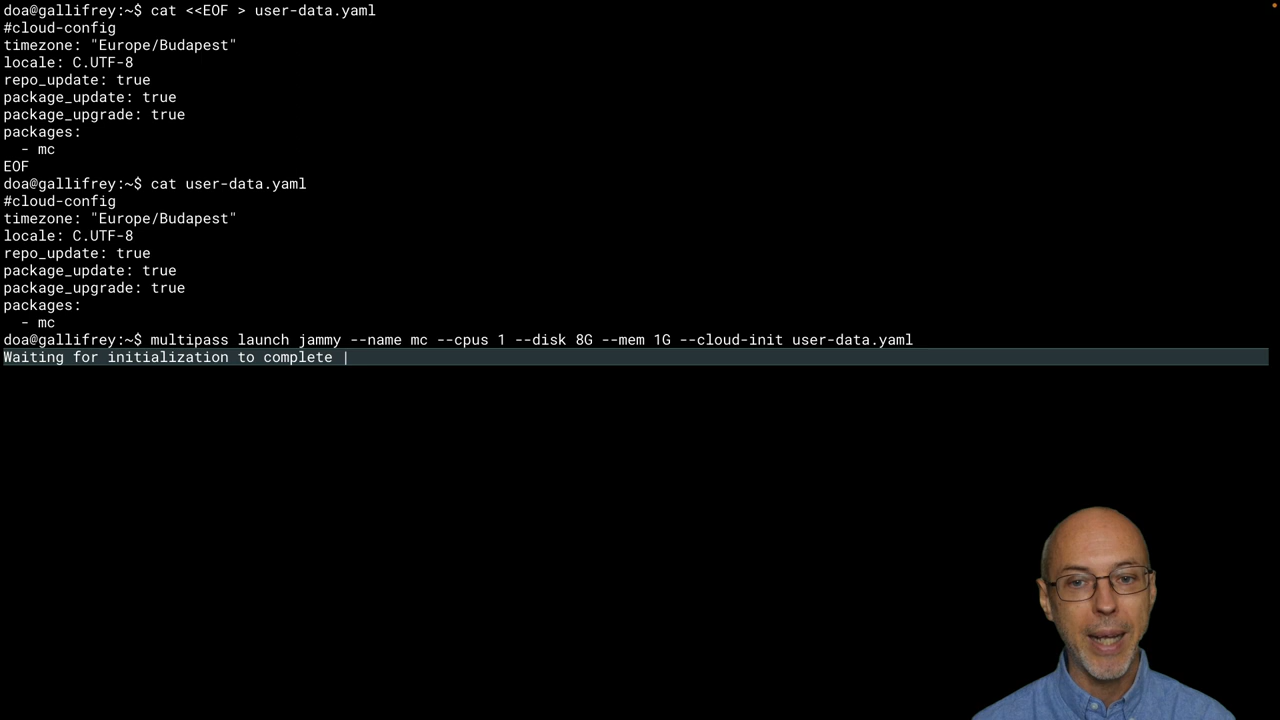 doa@gallifrey:~$ cat <<EOF > user-data.yaml
#cloud-config
timezone: "Europe/Budapest"
locale: C.UTF-8
repo_update: true
package_update: true
package_upgrade: true
packages:
  - mc
EOF
doa@gallifrey:~$ cat user-data.yaml
#cloud-config
timezone: "Europe/Budapest"
locale: C.UTF-8
repo_update: true
package_update: true
package_upgrade: true
packages:
  - mc
doa@gallifrey:~$ multipass launch jammy --name mc --cpus 1 --disk 8G --mem 1G --cloud-init user-data.yaml
Waiting for initialization to complete |